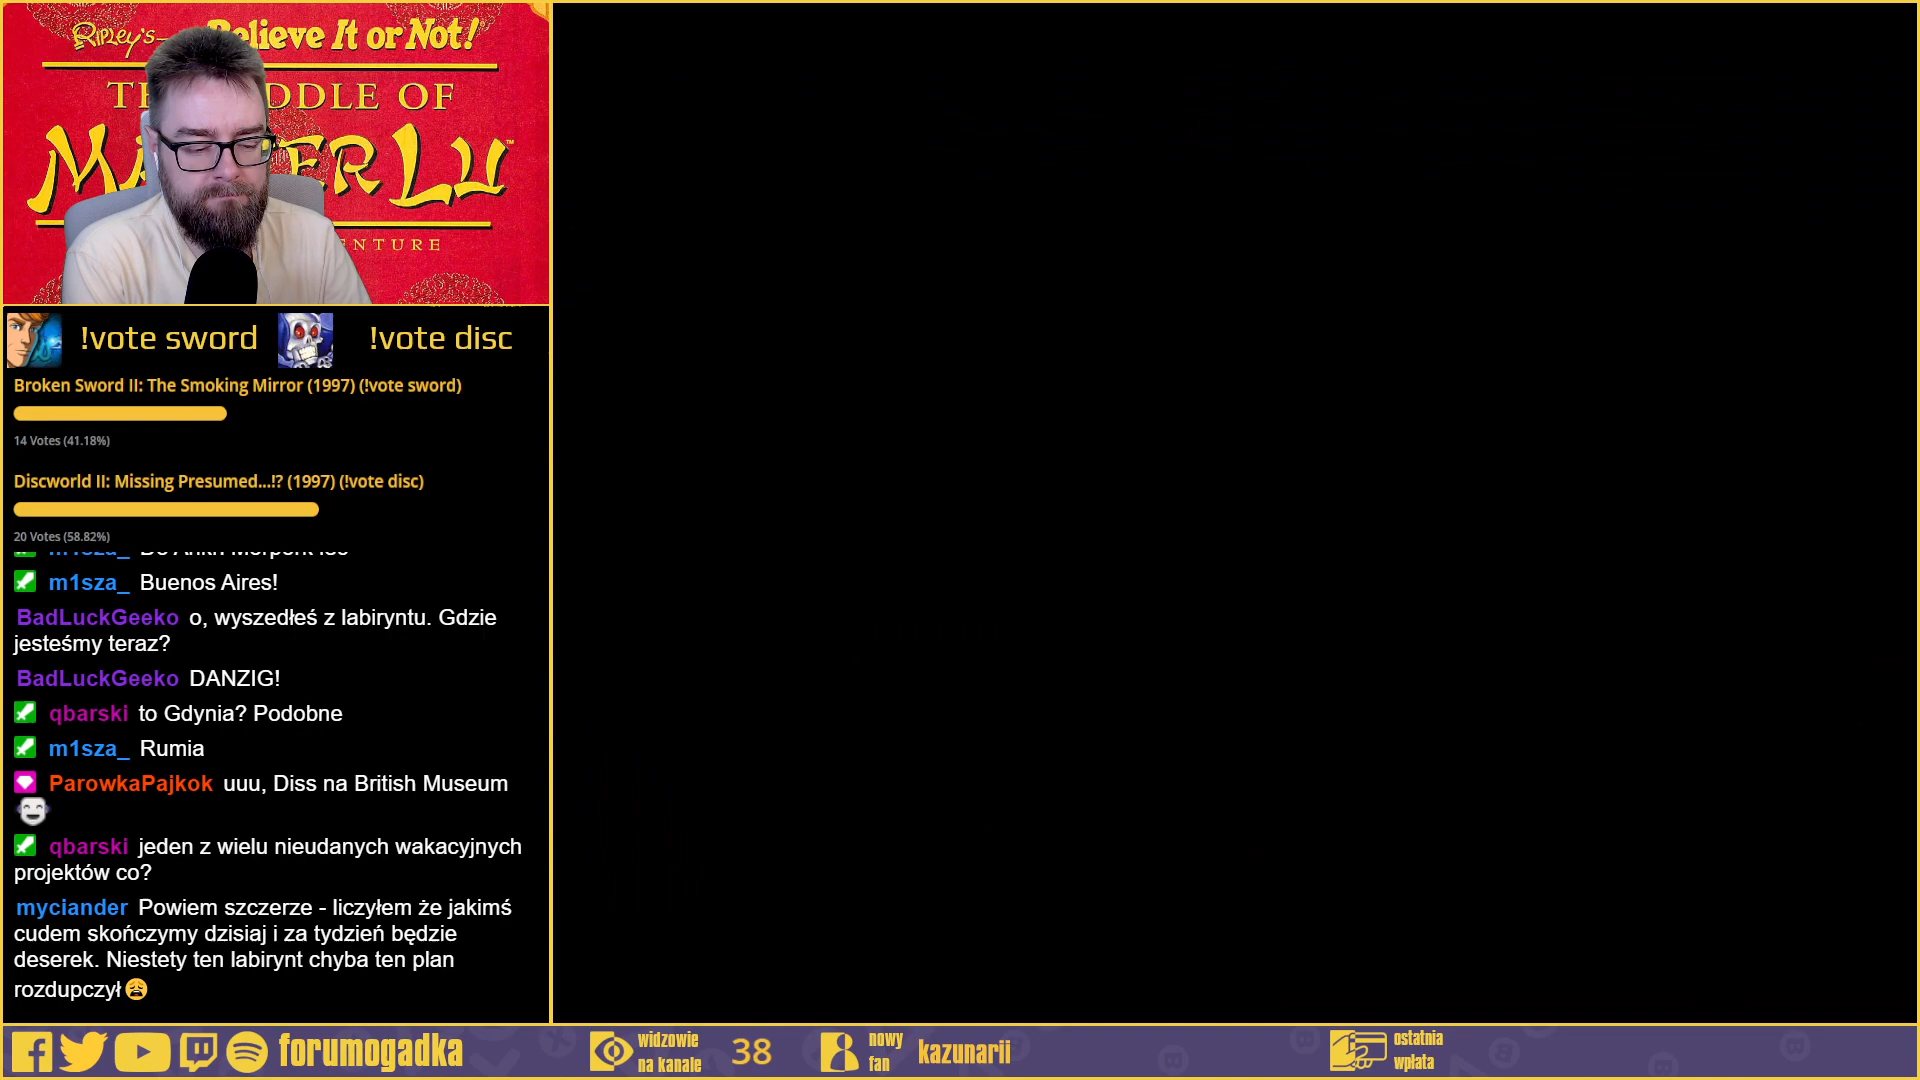 Ripley's Believe It or Not!
DDLE OF
LU™
ENTURE
!vote sword
!vote disc
Broken Sword II: The Smoking Mirror (1997) (!vote sword)
14 Votes (41.18%)
Discworld II: Missing Presumed...!? (1997) (!vote disc)
20 Votes (58.82%)
m1sza_ Buenos Aires!
BadLuckGeeko o, wyszedłeś z labiryntu. Gdzie
jesteśmy teraz?
BadLuckGeeko DANZIG!
qbarski to Gdynia? Podobne
m1sza_ Rumia
ParowkaPajkok uuu, Diss na British Museum
qbarski jeden z wielu nieudanych wakacyjnych
projektów co?
myciander Powiem szczerze - liczyłem że jakimś
cudem skończymy dzisiaj i za tydzień będzie
deserek. Niestety ten labirynt chyba ten plan
rozdupczył
forumogadka
widzowie
na kanale
38
nowy
fan
kazunarii
ostatnia
wpłata